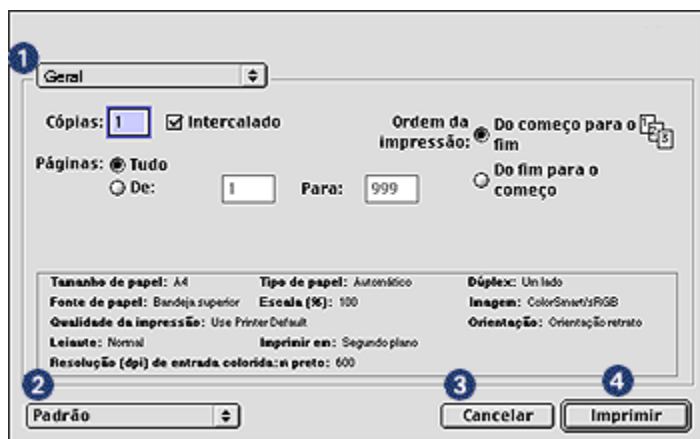 1
Geral
Cópias: 1 Intercalado
Ordem da impressão:
Do começo para o fim
1 2 3
Páginas: Tudo
De: 1 Para: 999
Do fim para o começo
Tamanho de papel: A4 Tipo de papel: Automático Dúplex: Um lado
Fonte de papel: Bandeja superior Escala (%): 100 Imagem: ColorSmart/sRGB
Qualidade da impressão: Use Printer Default Orientação: Orientação retrato
Leiaute: Normal Imprimir em: Segundo plano
Resolução (dpi) de entrada colorida:n preto: 600
2 3 4
Padrão Cancelar Imprimir